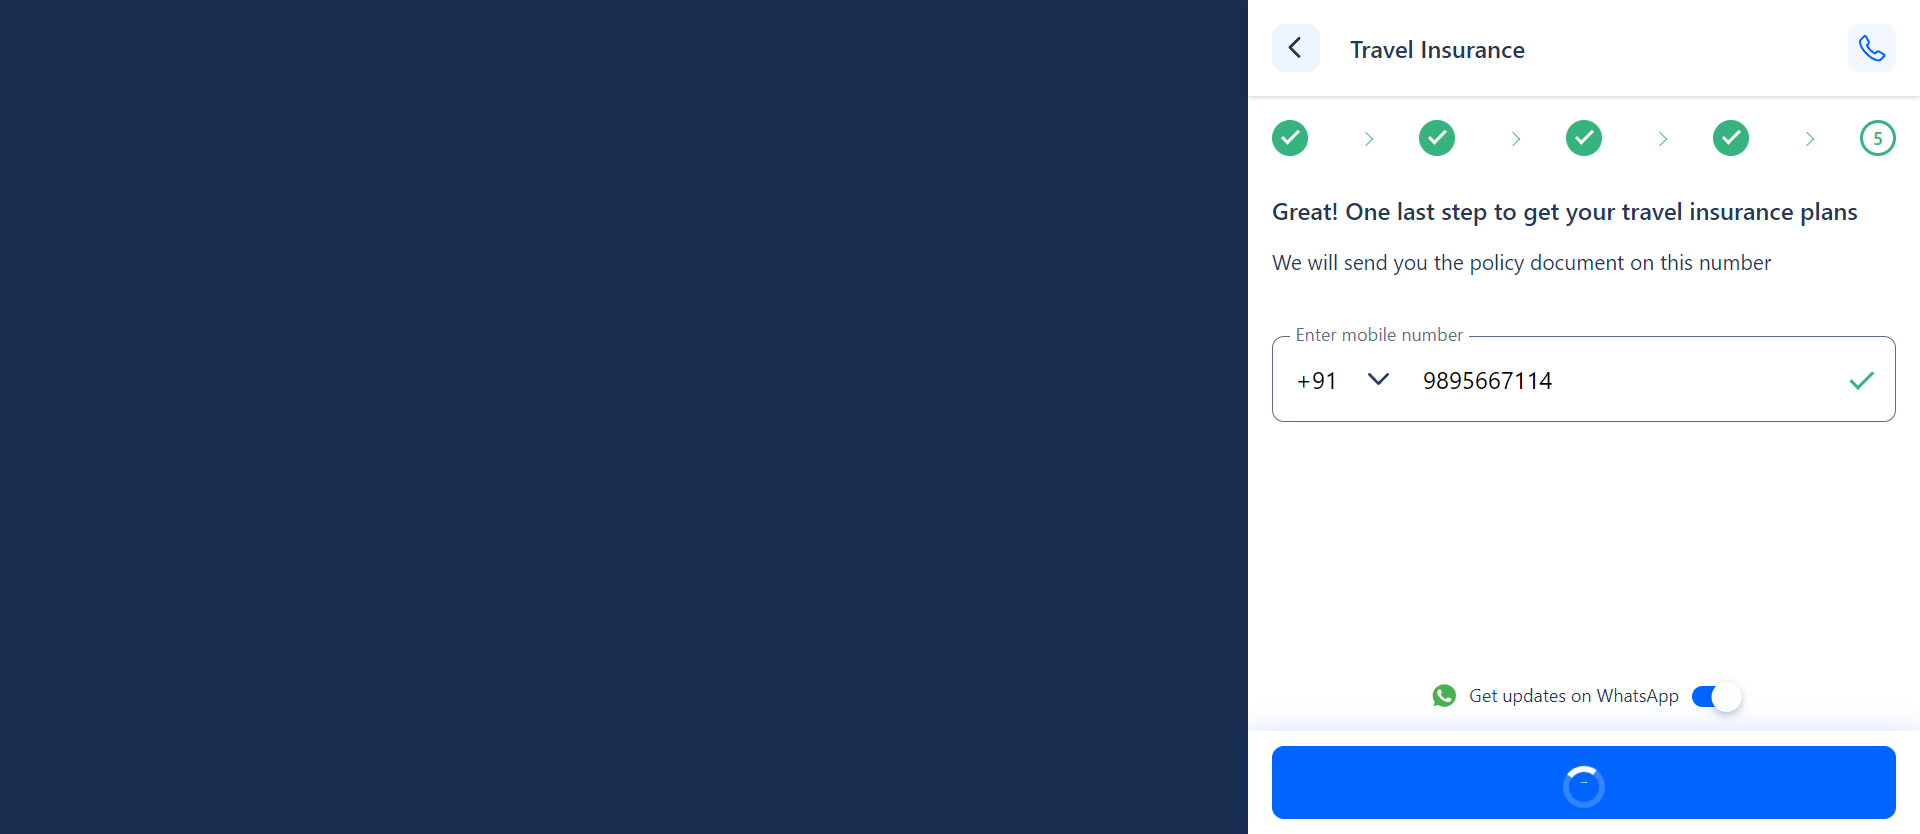 Travel Insurance
5
Great! One last step to get your travel insurance plans
We will send you the policy document on this number
Enter mobile number
+91 9895667114
Get updates on WhatsApp